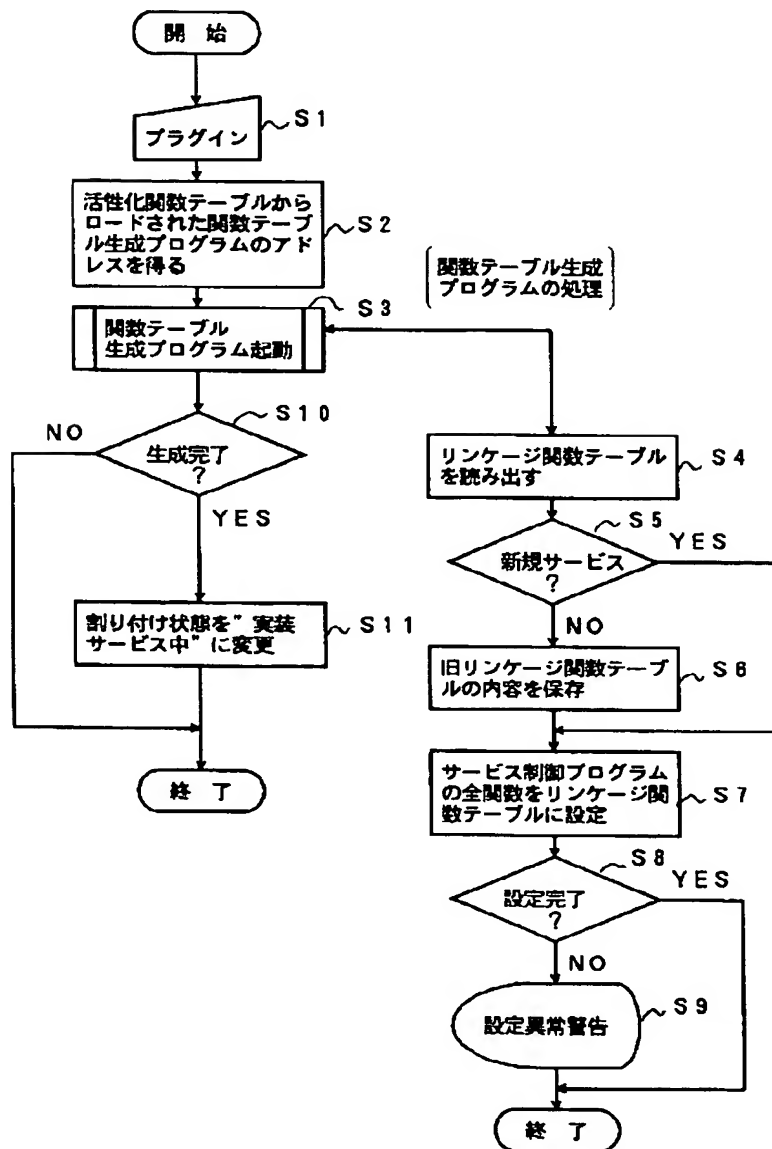 開 始
プラグイン
S1
活性化関数テーブルから
ロードされた関数テーブ
ル生成プログラムのアド
レスを得る
S2
関数テーブル
生成プログラム起動
S3
生成完了
?
S10
NO
YES
割り付け状態を”実装
サービス中”に変更
S11
終 了
関数テーブル生成
プログラムの処理
リンケージ関数テーブル
を読み出す
S4
新規サービス
?
S5
YES
NO
旧リンケージ関数テーブ
ルの内容を保存
S6
サービス制御プログラム
の全関数をリンケージ関
数テーブルに設定
S7
設定完了
?
S8
YES
NO
設定異常警告
S9
終 了